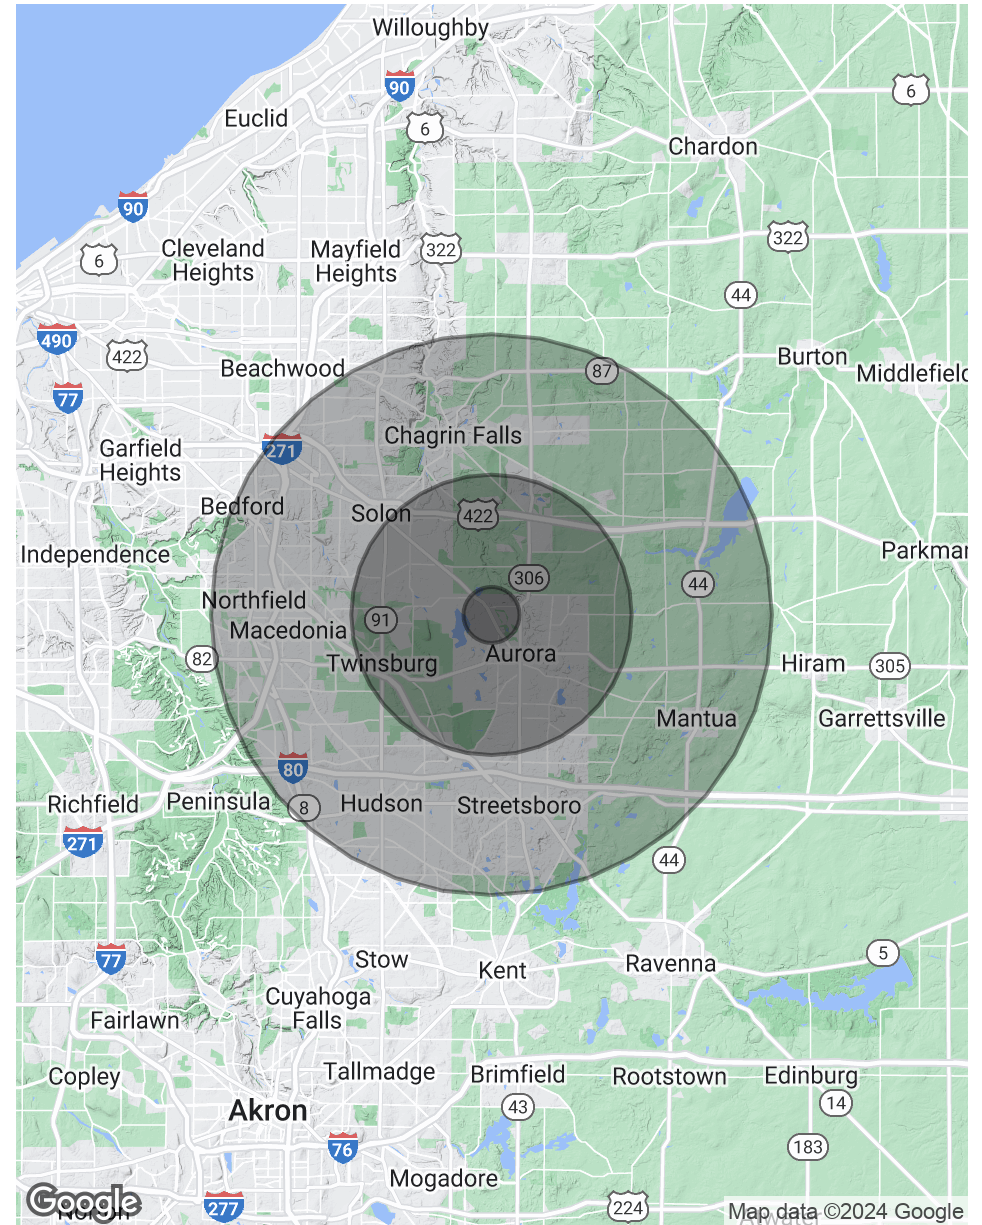 Willoughby
90
6
Euclid
6
Chardon
90
Cleveland
Heights
Mayfield
Heights
322
322
6
44
490
422
Burton
Beachwood
87
Middlefield
77
Chagrin Falls
271
Garfield
Heights
Bedford
Solon
422
Independence
Parkman
306
44
Northfield
91
Macedonia
Aurora
82
Twinsburg
Hiram
305
Mantua
Garrettsville
80
Richfield
Peninsula
8
Hudson
Streetsboro
271
44
77
Stow
Kent
Ravenna
5
Cuyahoga
Falls
Fairlawn
Copley
Tallmadge
Brimfield
Rootstown
Edinburg
Akron
43
14
76
183
Mogadore
Google
Norton
277
224
Map data ©2024 Google
Atwater